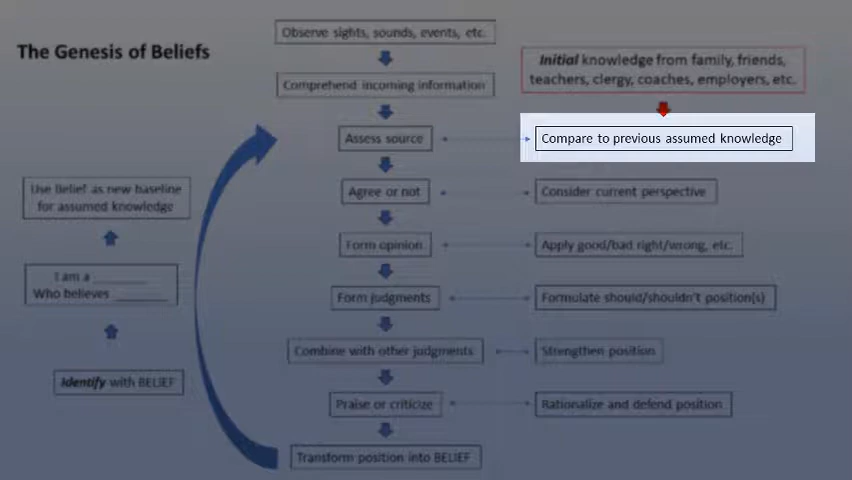 The Genesis of Beliefs
Observe sights, sounds, events, etc.
Comprehend incoming information
Initial knowledge from family, friends,
teachers, clergy, coaches, employers, etc.
Assess source
Compare to previous assumed knowledge
Agree or not
Consider current perspective
Form opinion
Apply good/bad right/wrong, etc.
Form judgments
Formulate should/shouldn't position(s)
Combine with other judgments
Strengthen position
Praise or criticize
Rationalize and defend position
Transform position into BELIEF
Use Belief as new baseline
for assumed knowledge
I am a ________
Who believes ________
Identify with BELIEF